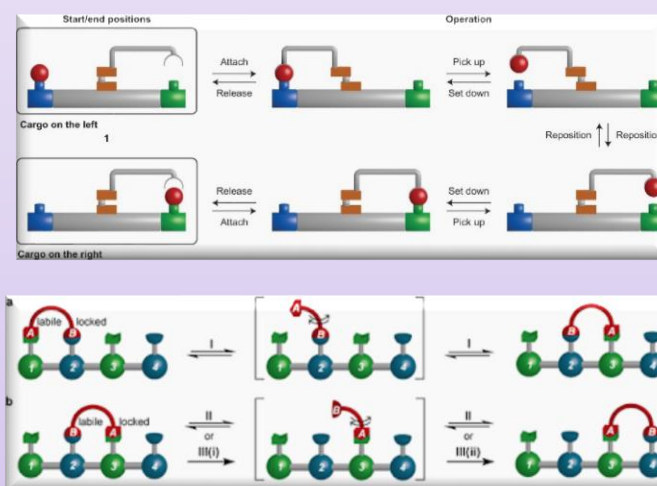 Start/end positions
Operation
Attach
Release
Pick up
Set down
Cargo on the left
1
Reposition
Repositio
Release
Attach
Set down
Pick up
Cargo on the right
a
A labile locked B
A
B
B A
I
I
1 2 3 4
1 2 3 4
1 2 3 4
b
B labile locked A
B
A
A B
II
or
III(i)
II
or
III(ii)
1 2 3 4
1 2 3 4
1 2 3 4